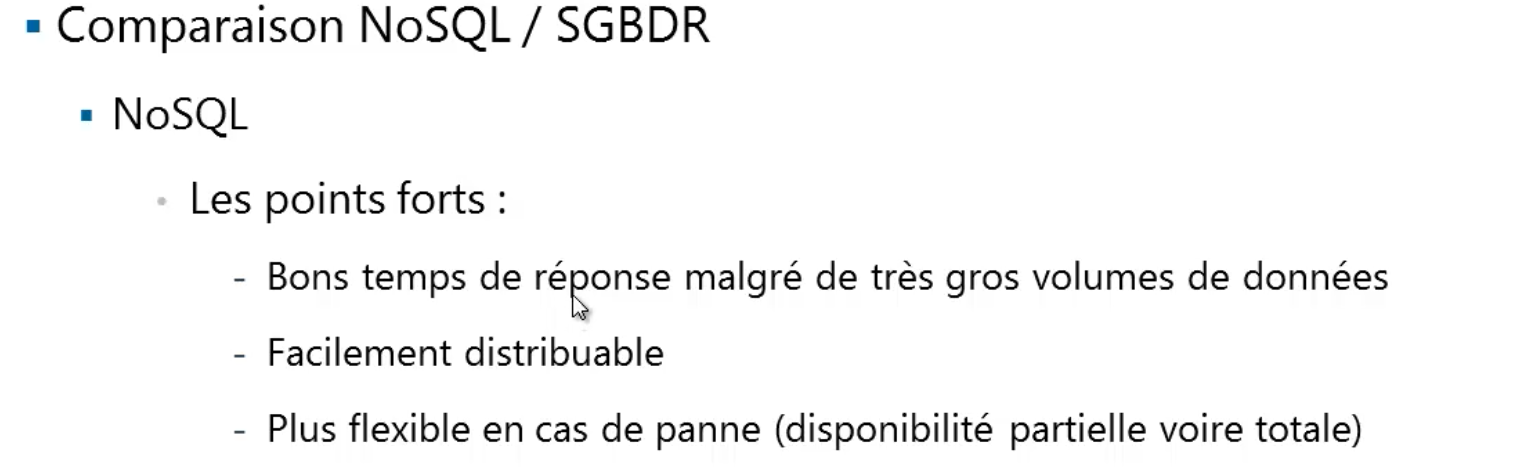 ▪ Comparaison NoSQL / SGBDR
▪ NoSQL
• Les points forts :
- Bons temps de réponse malgré de très gros volumes de données
- Facilement distribuable
- Plus flexible en cas de panne (disponibilité partielle voire totale)